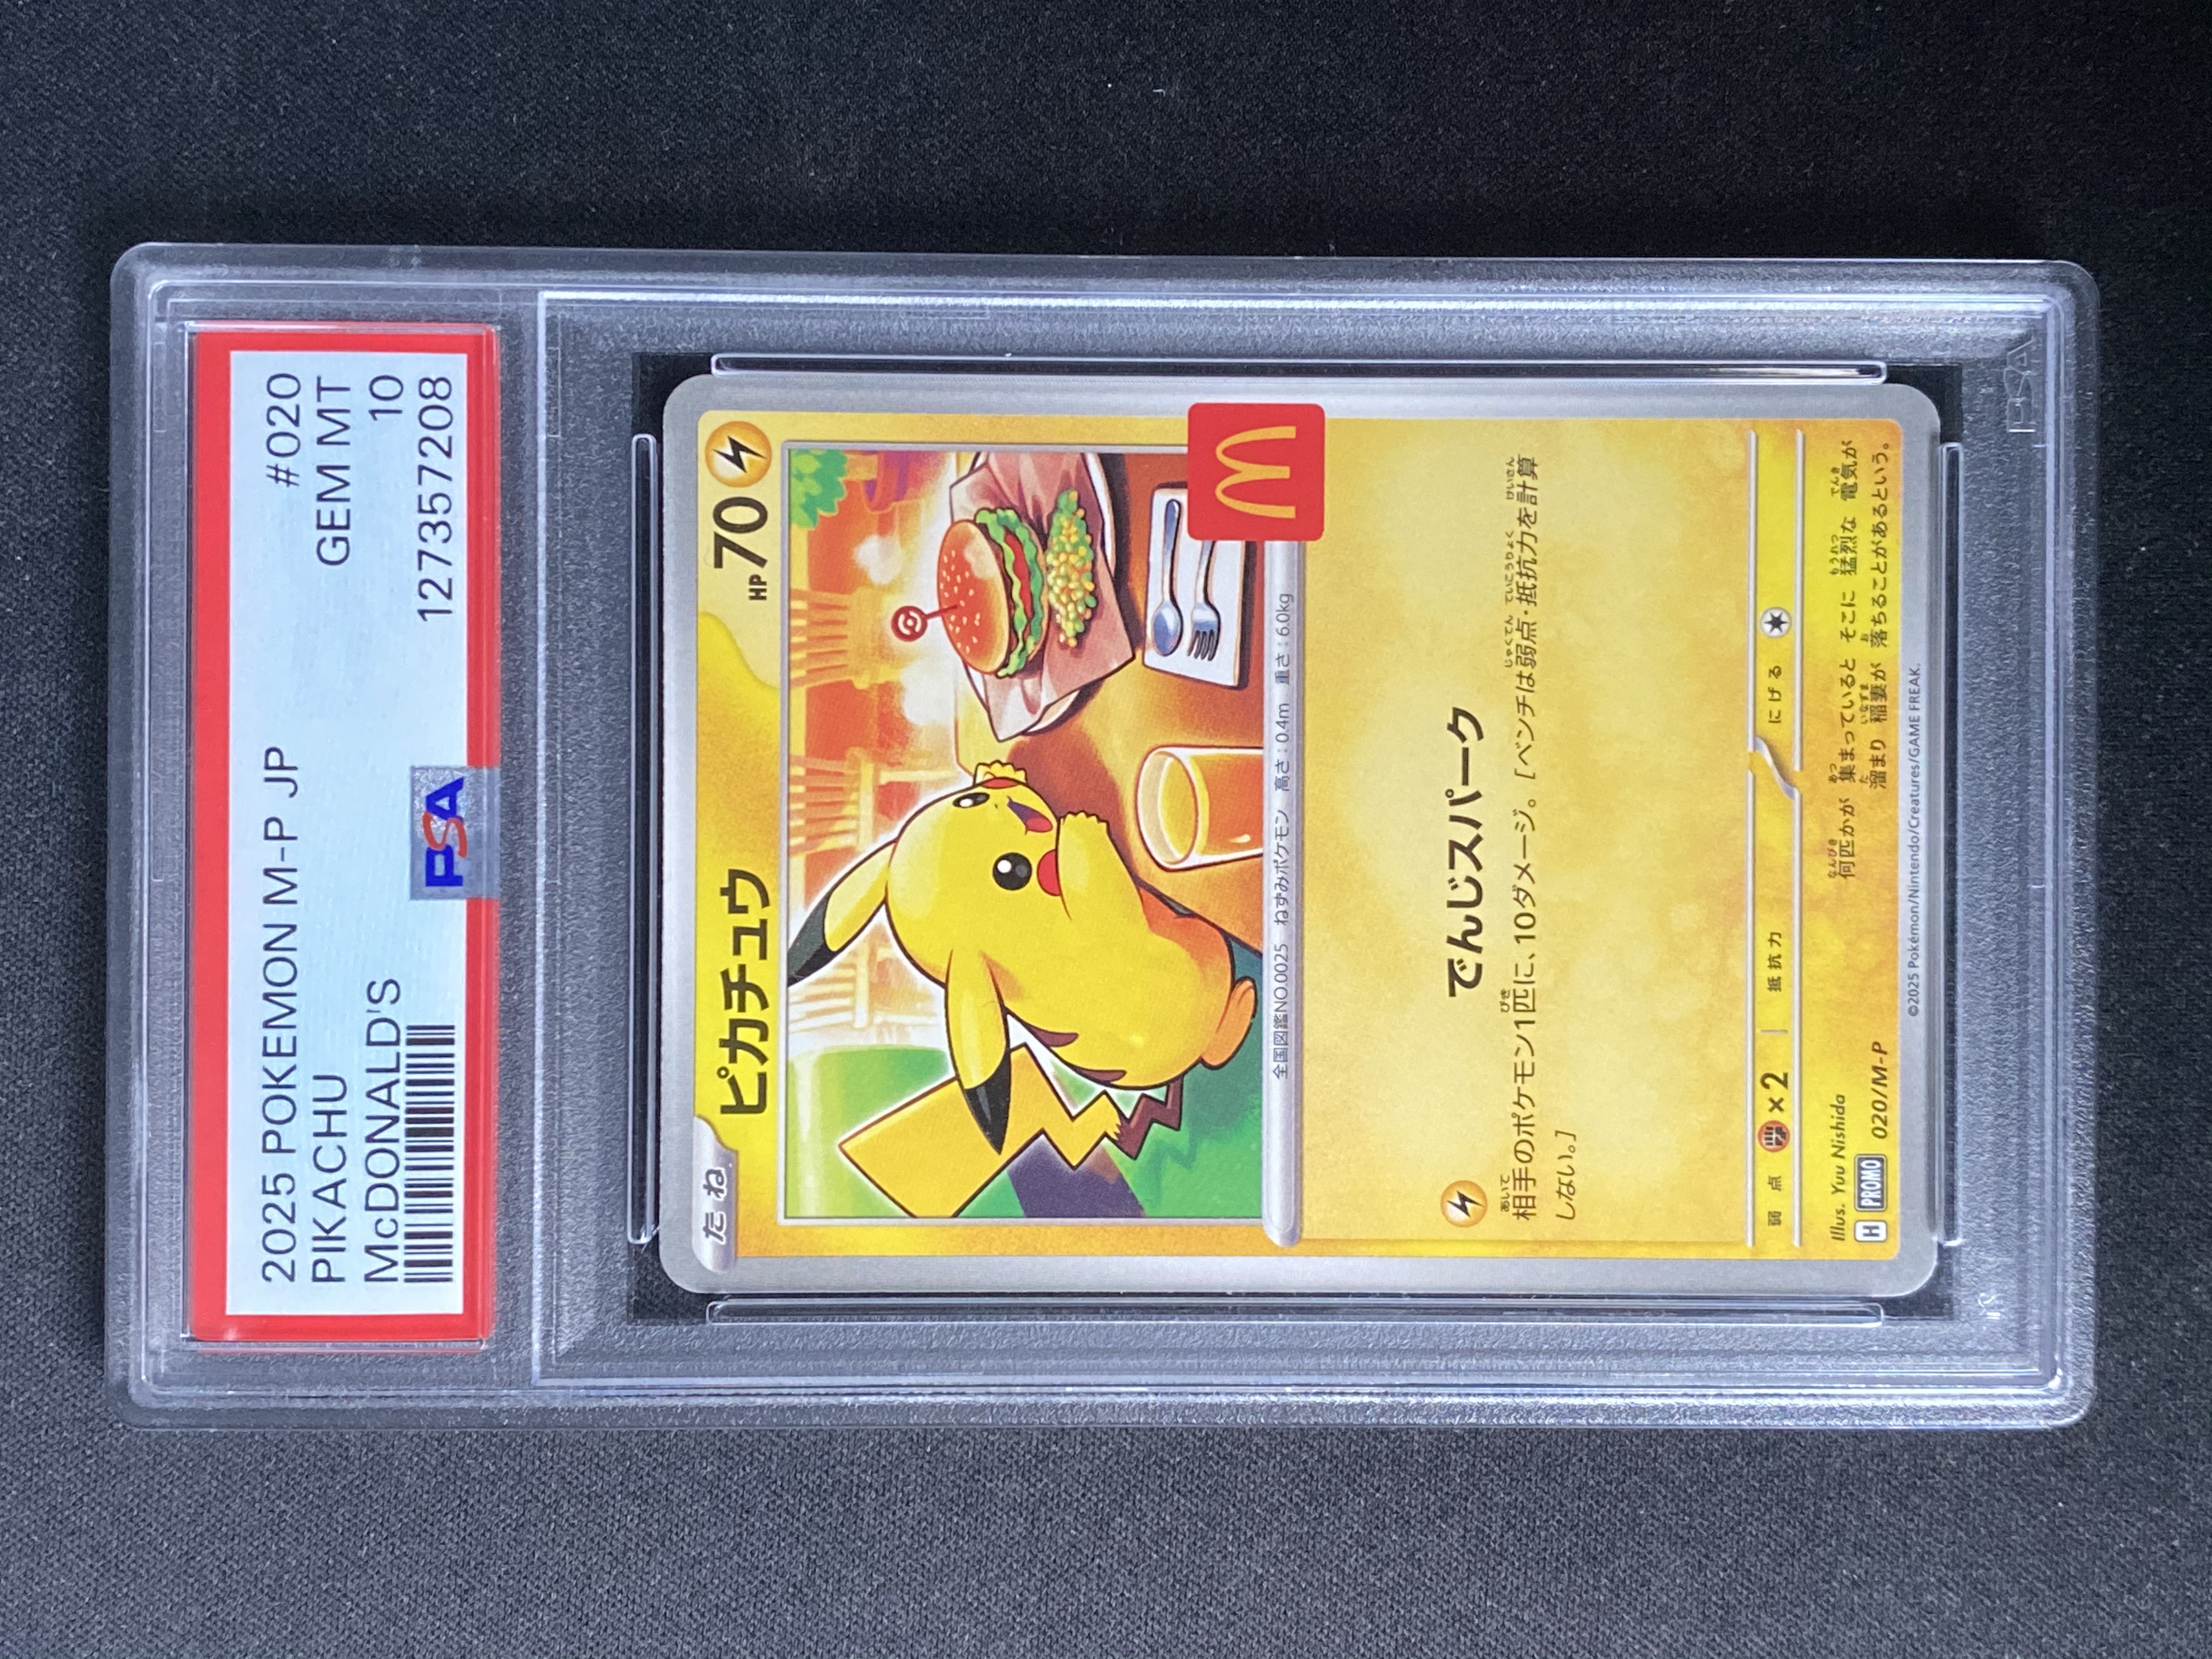 2025 POKEMON M-P JP #020
PIKACHU GEM MT
McDONALD'S 10
127357208
PSA
たね
ピカチュウ
HP 70
全国図鑑NO.0025 ねずみポケモン 高さ:0.4m 重さ:6.0kg
でんじスパーク
相手のポケモン1匹に、10ダメージ。[ベンチは弱点・抵抗力を計算
しない。]
弱点 ×2 抵抗力 にげる
Illus. Yuu Nishida
H PROMO 020/M-P
何匹かが 集まっていると そこに 猛烈な 電気が
溜まり 稲妻が 落ちることがあるという。
©2025 Pokémon/Nintendo/Creatures/GAME FREAK.
PSA